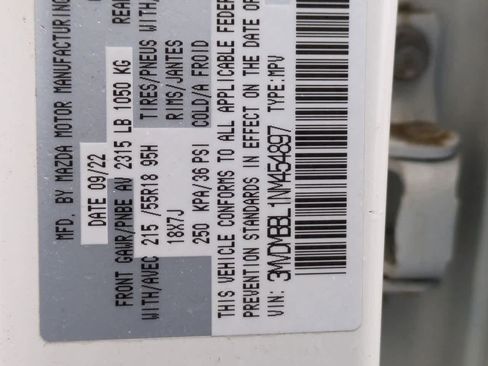 MFD. BY MAZDA MOTOR MANUFACTURING
DATE 09/22
FRONT GAWR/PNBE AV 2315 LB 1050 KG REAR
WITH/AVEC 215 /55R18 95H TIRES/PNEUS WITH/
18X7J RIMS/JANTES
250 KPA/36 PSI COLD/A FROID
THIS VEHICLE CONFORMS TO ALL APPLICABLE FEDER
PREVENTION STANDARDS IN EFFECT ON THE DATE O
VIN: 3MVDMBBL1NM454897 TYPE: MPV